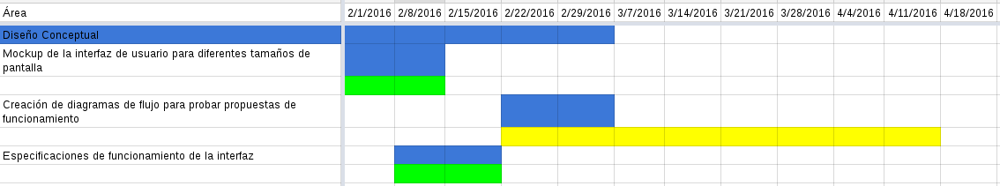 Área 2/1/2016 2/8/2016 2/15/2016 2/22/2016 2/29/2016 3/7/2016 3/14/2016 3/21/2016 3/28/2016 4/4/2016 4/11/2016 4/18/2016
Diseño Conceptual
Mockup de la interfaz de usuario para diferentes tamaños de
pantalla
Creación de diagramas de flujo para probar propuestas de
funcionamiento
Especificaciones de funcionamiento de la interfaz